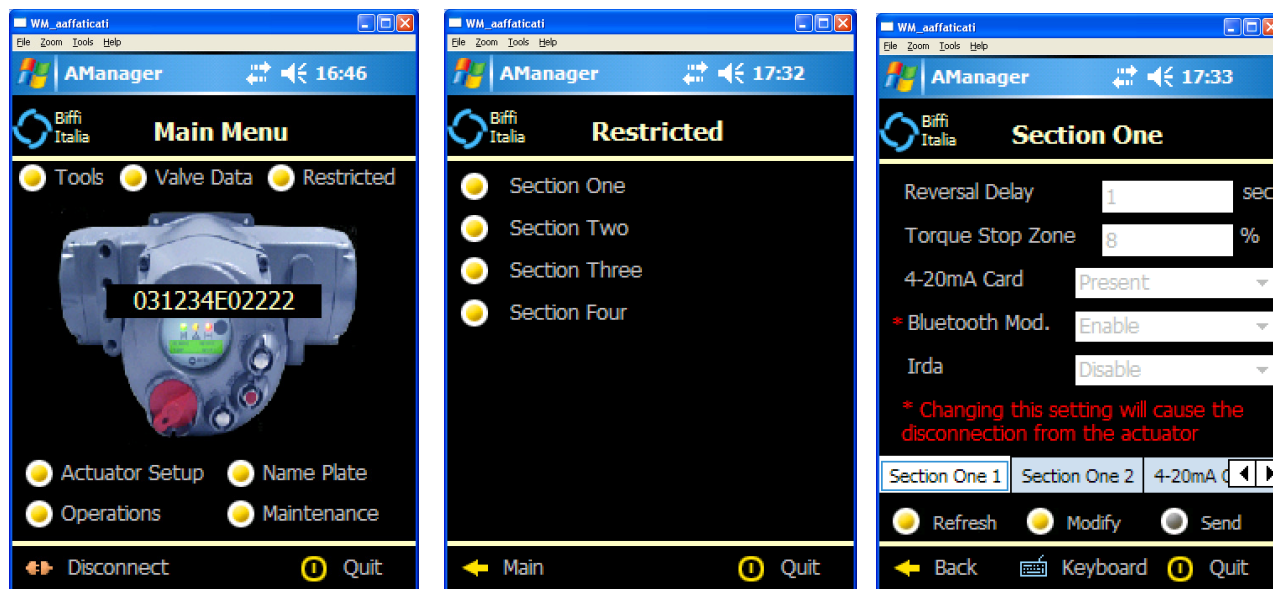 WM_aaffaticati
File Zoom Tools Help
AManager 16:46
Biffi
Italia
Main Menu
Tools Valve Data Restricted
031234E02222
Actuator Setup Name Plate
Operations Maintenance
Disconnect Quit
WM_aaffaticati
File Zoom Tools Help
AManager 17:32
Biffi
Italia
Restricted
Section One
Section Two
Section Three
Section Four
Main Quit
WM_aaffaticati
File Zoom Tools Help
AManager 17:33
Biffi
Italia
Section One
Reversal Delay 1 sec
Torque Stop Zone 8 %
4-20mA Card Present
* Bluetooth Mod. Enable
Irda Disable
* Changing this setting will cause the
disconnection from the actuator
Section One 1 Section One 2 4-20mA
Refresh Modify Send
Back Keyboard Quit